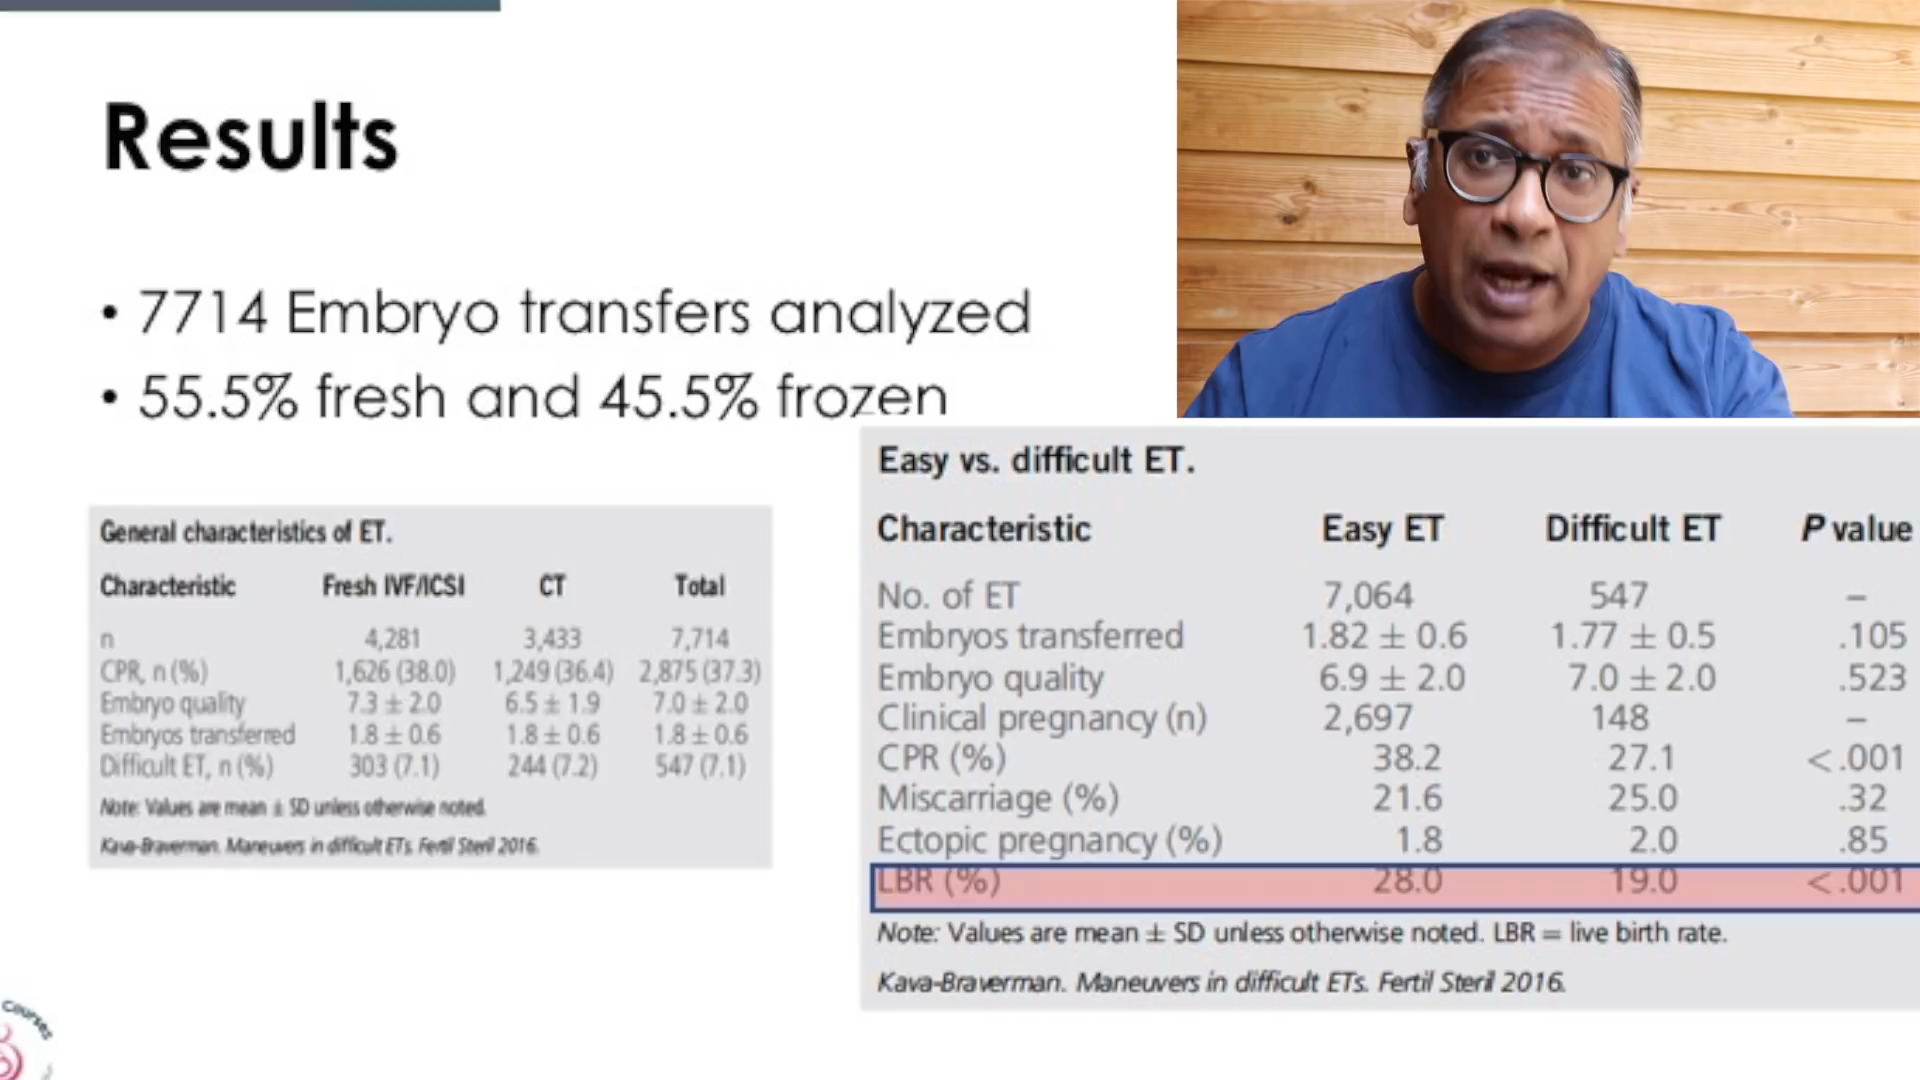 Results
• 7714 Embryo transfers analyzed
• 55.5% fresh and 45.5% frozen
General characteristics of ET.
Characteristic Fresh IVF/ICSI CT Total
n 4,281 3,433 7,714
CPR, n (%) 1,626 (38.0) 1,249 (36.4) 2,875 (37.3)
Embryo quality 7.3 ± 2.0 6.5 ± 1.9 7.0 ± 2.0
Embryos transferred 1.8 ± 0.6 1.8 ± 0.6 1.8 ± 0.6
Difficult ET, n (%) 303 (7.1) 244 (7.2) 547 (7.1)
Note: Values are mean ± SD unless otherwise noted.
Kava-Braverman. Maneuvers in difficult ETs. Fertil Steril 2016.
Easy vs. difficult ET.
Characteristic Easy ET Difficult ET P value
No. of ET 7,064 547 –
Embryos transferred 1.82 ± 0.6 1.77 ± 0.5 .105
Embryo quality 6.9 ± 2.0 7.0 ± 2.0 .523
Clinical pregnancy (n) 2,697 148 –
CPR (%) 38.2 27.1 <.001
Miscarriage (%) 21.6 25.0 .32
Ectopic pregnancy (%) 1.8 2.0 .85
LBR (%) 28.0 19.0 <.001
Note: Values are mean ± SD unless otherwise noted. LBR = live birth rate.
Kava-Braverman. Maneuvers in difficult ETs. Fertil Steril 2016.
Courses